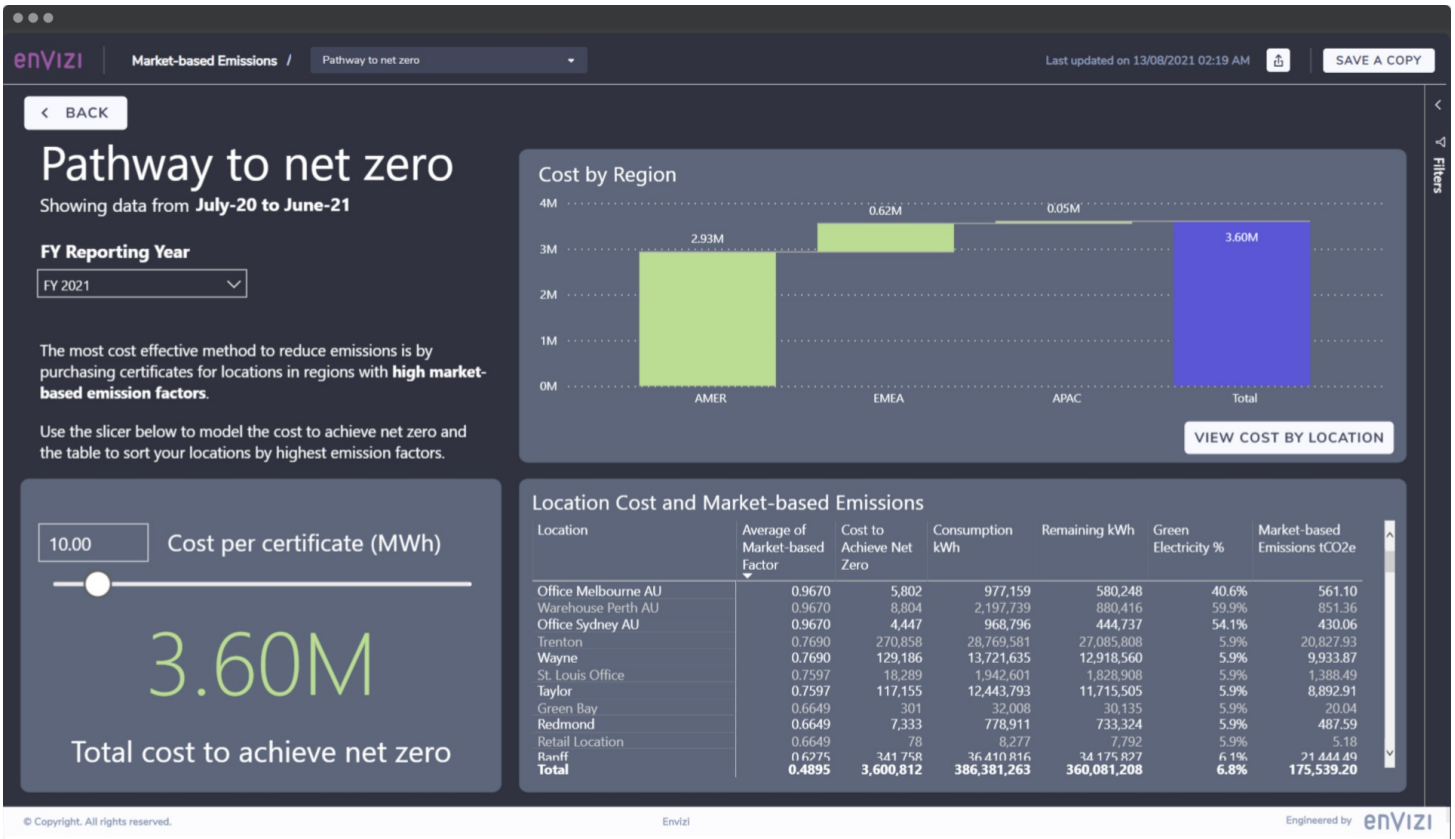 enVIZI
Market-based Emissions /
Pathway to net zero
Last updated on 13/08/2021 02:19 AM
SAVE A COPY
BACK
Filters
Pathway to net zero
Showing data from July-20 to June-21
FY Reporting Year
FY 2021
The most cost effective method to reduce emissions is by
purchasing certificates for locations in regions with high market-
based emission factors.
Use the slicer below to model the cost to achieve net zero and
the table to sort your locations by highest emission factors.
10.00 Cost per certificate (MWh)
3.60M
Total cost to achieve net zero
Cost by Region
4M
3M
2M
1M
0M
2.93M
0.62M
0.05M
3.60M
AMER EMEA APAC Total
VIEW COST BY LOCATION
Location Cost and Market-based Emissions
Location Average of Cost to Consumption Remaining kWh Green Market-based
Market-based Achieve Net kWh Electricity % Emissions tCO2e
Factor Zero
Office Melbourne AU 0.9670 5,802 977,159 580,248 40.6% 561.10
Warehouse Perth AU 0.9670 8,804 2,197,739 880,416 59.9% 851.36
Office Sydney AU 0.9670 4,447 968,796 444,737 54.1% 430.06
Trenton 0.7690 270,858 28,769,581 27,085,808 5.9% 20,827.93
Wayne 0.7690 129,186 13,721,635 12,918,560 5.9% 9,933.87
St. Louis Office 0.7597 18,289 1,942,601 1,828,908 5.9% 1,388.49
Taylor 0.7597 117,155 12,443,793 11,715,505 5.9% 8,892.91
Green Bay 0.6649 301 32,008 30,135 5.9% 20.04
Redmond 0.6649 7,333 778,911 733,324 5.9% 487.59
Retail Location 0.6649 78 8,277 7,792 5.9% 5.18
Banff 0.6275 341,758 36,410,816 34,175,827 6.1% 21,444.49
Total 0.4895 3,600,812 386,381,263 360,081,208 6.8% 175,539.20
© Copyright. All rights reserved.
Envizi
Engineered by enVIZI